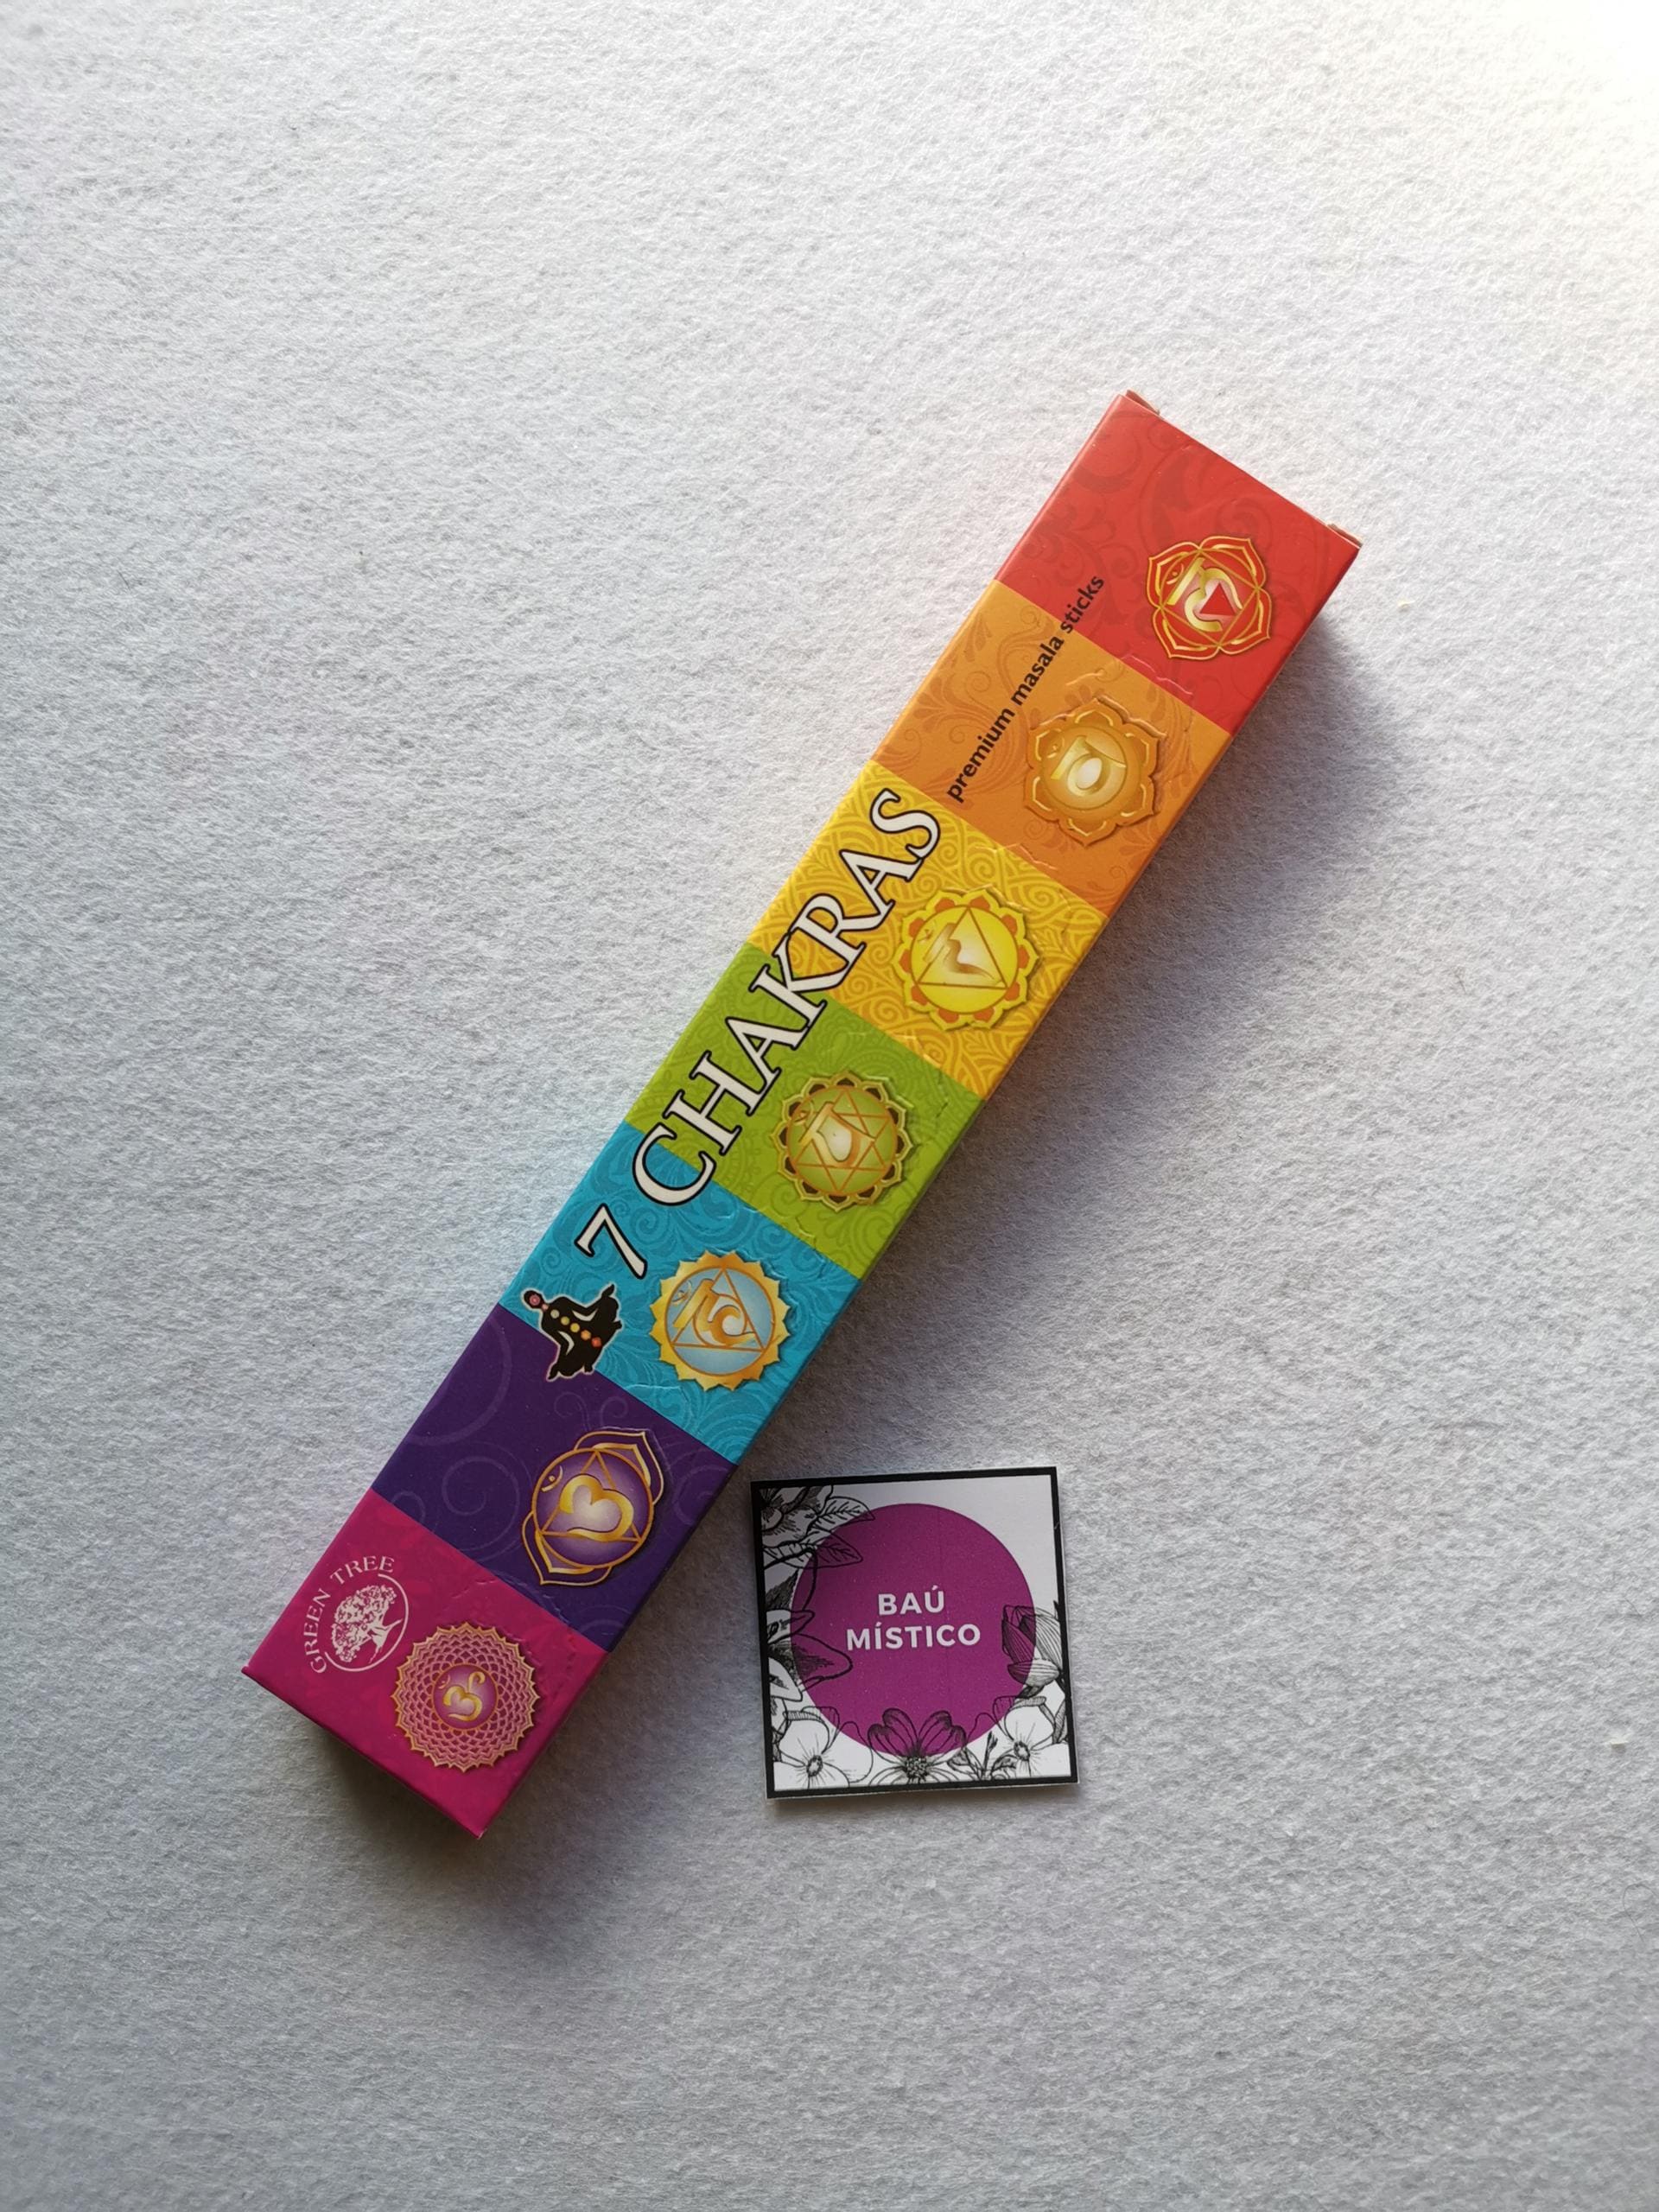 7 CHAKRAS
premium masala sticks
GREEN TREE
BAÚ
MÍSTICO